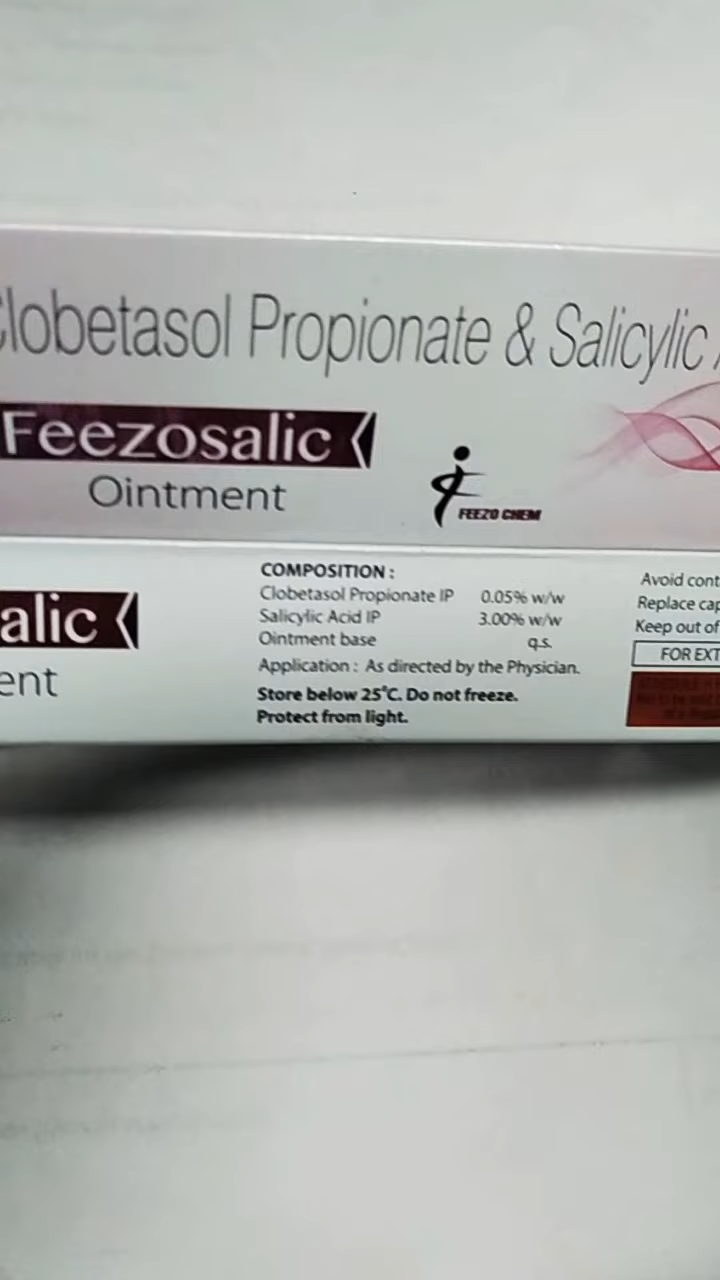 Clobetasol Propionate & Salicylic
Feezosalic
Ointment
FEEZO CHEM
alic
ent
COMPOSITION :
Clobetasol Propionate IP 0.05% w/w
Salicylic Acid IP 3.00% w/w
Ointment base q.s.
Application : As directed by the Physician.
Store below 25°C. Do not freeze.
Protect from light.
Avoid cont
Replace cap
Keep out of
FOR EXT